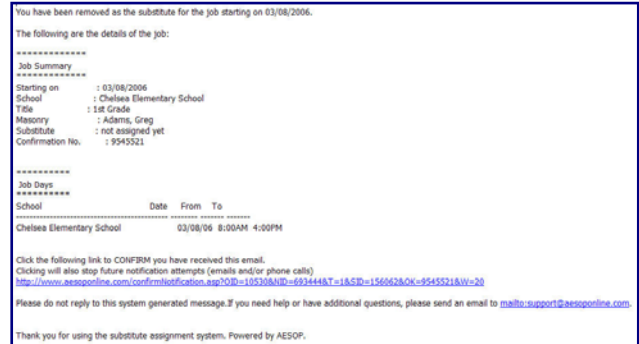 You have been removed as the substitute for the job starting on 03/08/2006.
The following are the details of the job:
=============
Job Summary
=============
Starting on : 03/08/2006
School : Chelsea Elementary School
Title : 1st Grade
Masonry : Adams, Greg
Substitute : not assigned yet
Confirmation No. : 9545521
==========
Job Days
==========
School Date From To
------------------------------------------- -------- ------- -------
Chelsea Elementary School 03/08/06 8:00AM 4:00PM
Click the following link to CONFIRM you have received this email.
Clicking will also stop future notification attempts (emails and/or phone calls)
http://www.aesoponline.com/confirmNotification.asp?OID=10530&NID=693444&T=1&SID=156062&OK=9545521&W=20
Please do not reply to this system generated message.If you need help or have additional questions, please send an email to mailto:support@aesoponline.com.
Thank you for using the substitute assignment system. Powered by AESOP.